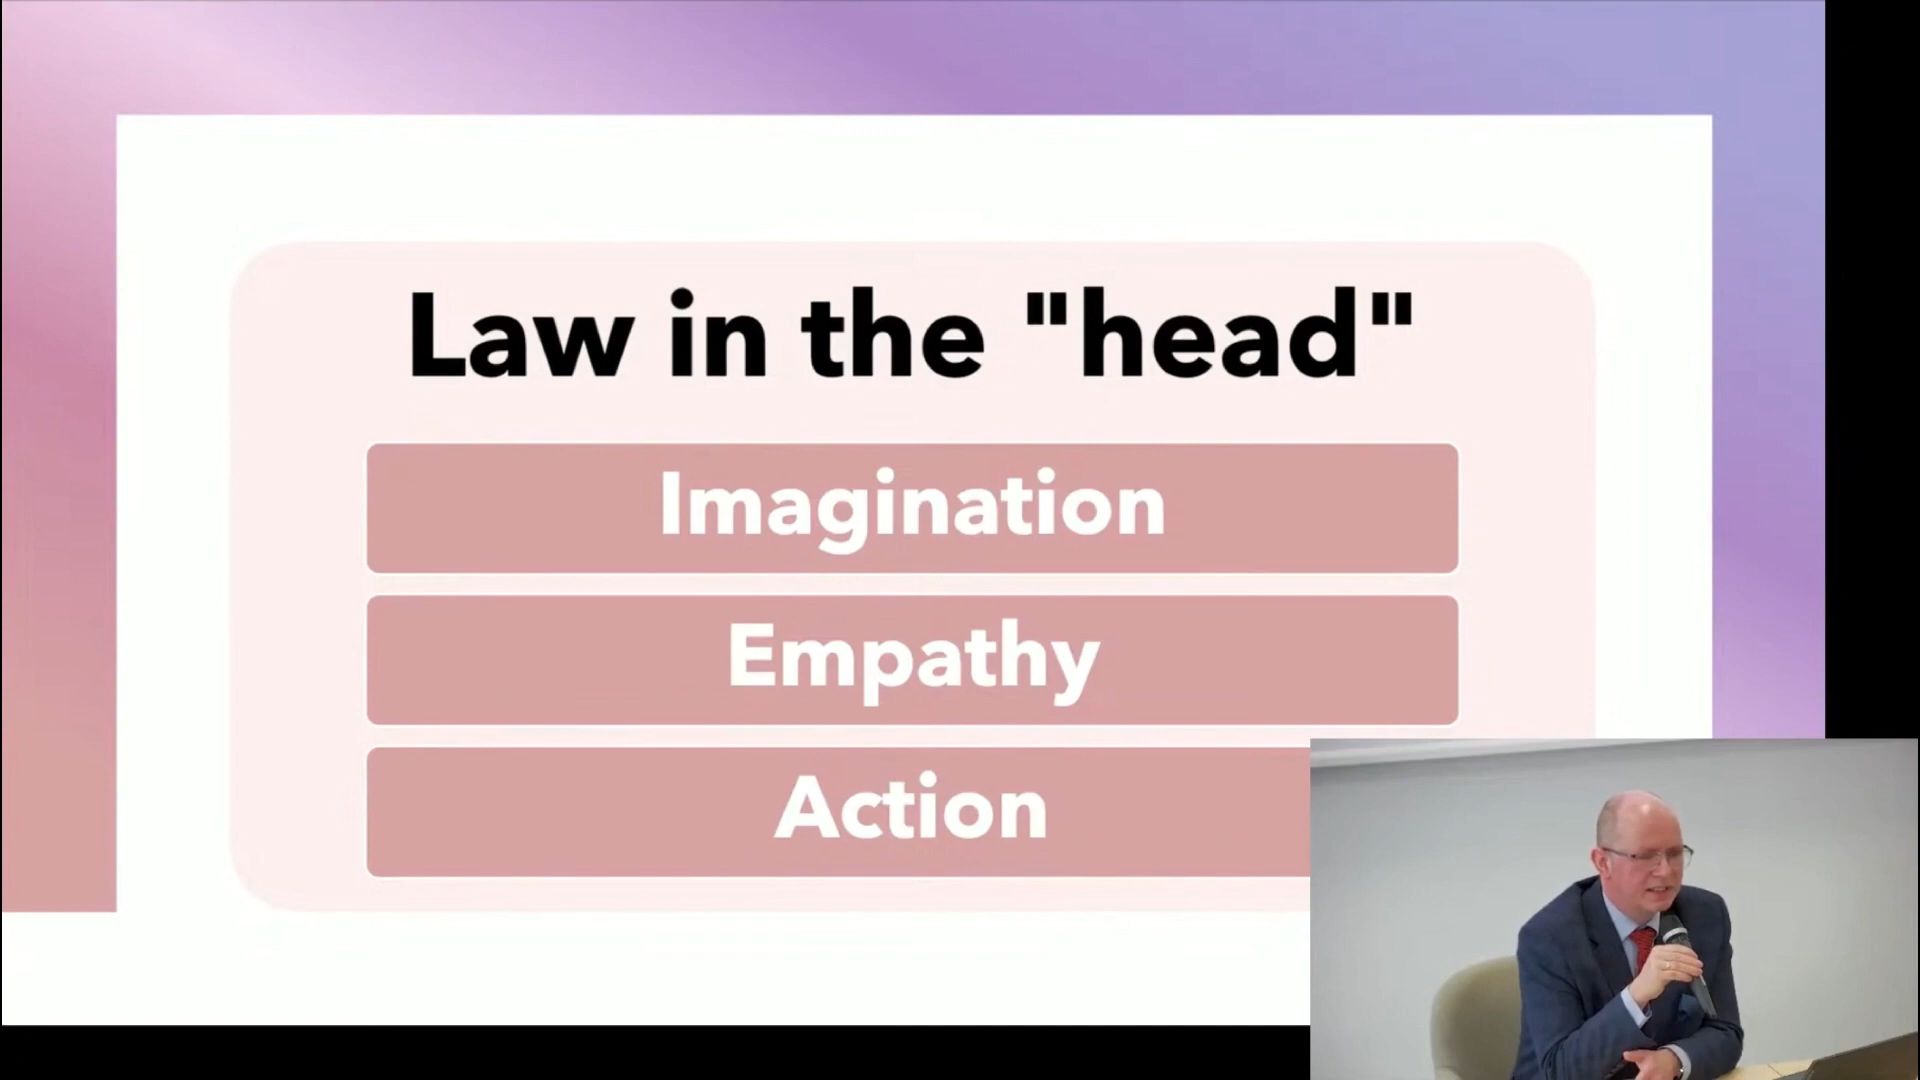 Law in the "head"
Imagination
Empathy
Action